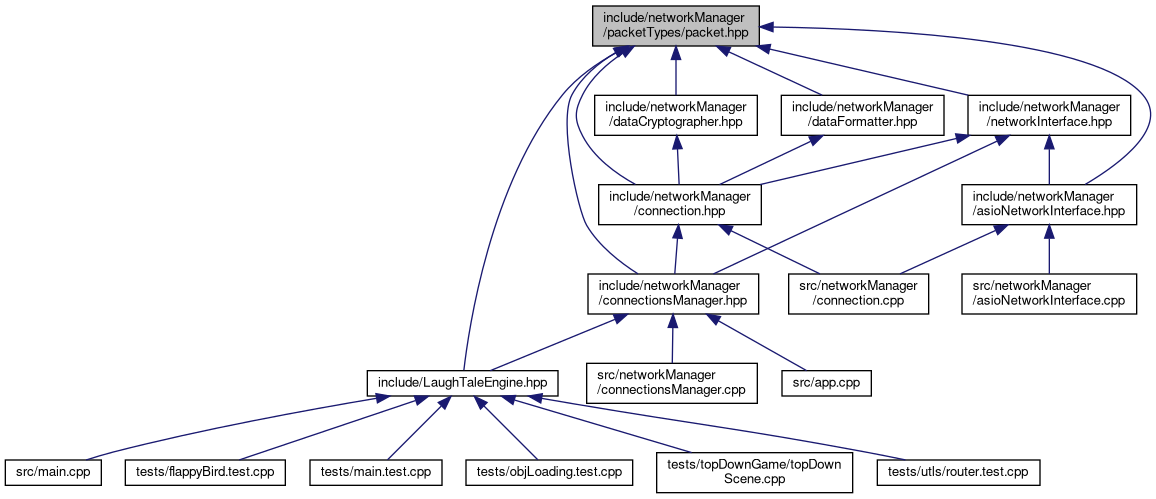 include/networkManager
/packetTypes/packet.hpp
include/networkManager
/dataCryptographer.hpp
include/networkManager
/dataFormatter.hpp
include/networkManager
/networkInterface.hpp
include/networkManager
/connection.hpp
include/networkManager
/asioNetworkInterface.hpp
include/networkManager
/connectionsManager.hpp
src/networkManager
/connection.cpp
src/networkManager
/asioNetworkInterface.cpp
include/LaughTaleEngine.hpp
src/networkManager
/connectionsManager.cpp
src/app.cpp
src/main.cpp
tests/flappyBird.test.cpp
tests/main.test.cpp
tests/objLoading.test.cpp
tests/topDownGame/topDown
Scene.cpp
tests/utls/router.test.cpp